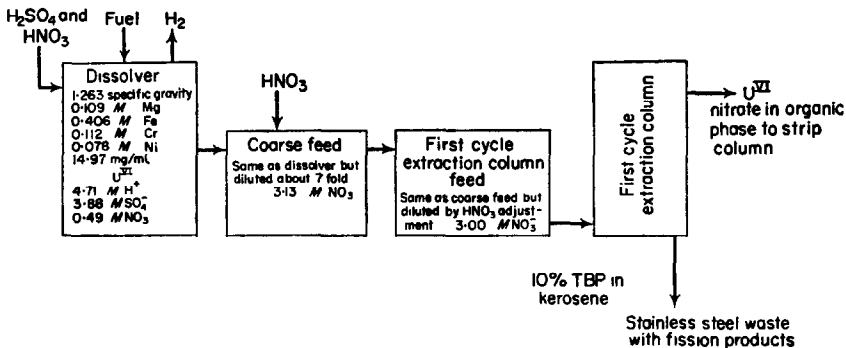 H₂SO₄ and
HNO₃
Fuel
H₂
Dissolver
1·263 specific gravity
0·109 M Mg
0·406 M Fe
0·112 M Cr
0·078 M Ni
14·97 mg/ml
U^VI
4·71 M H⁺
3·88 M SO₄⁻
0·49 M NO₃
HNO₃
Coarse feed
Same as dissolver but
diluted about 7 fold
3·13 M NO₃
First cycle
extraction column
feed
Same as coarse feed but
diluted by HNO₃ adjust-
ment 3·00 M NO₃⁻
First cycle
extraction column
U^VI
nitrate in organic
phase to strip
column
10% TBP in
kerosene
Stainless steel waste
with fission products